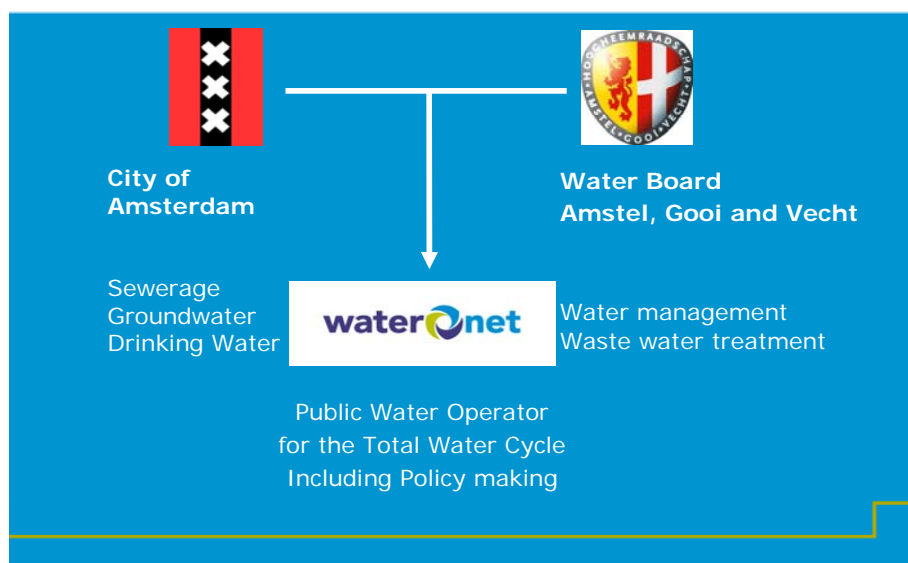 HOOGHEEMRAADSCHAP
AMSTEL•GOOI•VECHT
City of
Amsterdam
Water Board
Amstel, Gooi and Vecht
Sewerage
Groundwater
Drinking Water
waternet
Water management
Waste water treatment
Public Water Operator
for the Total Water Cycle
Including Policy making